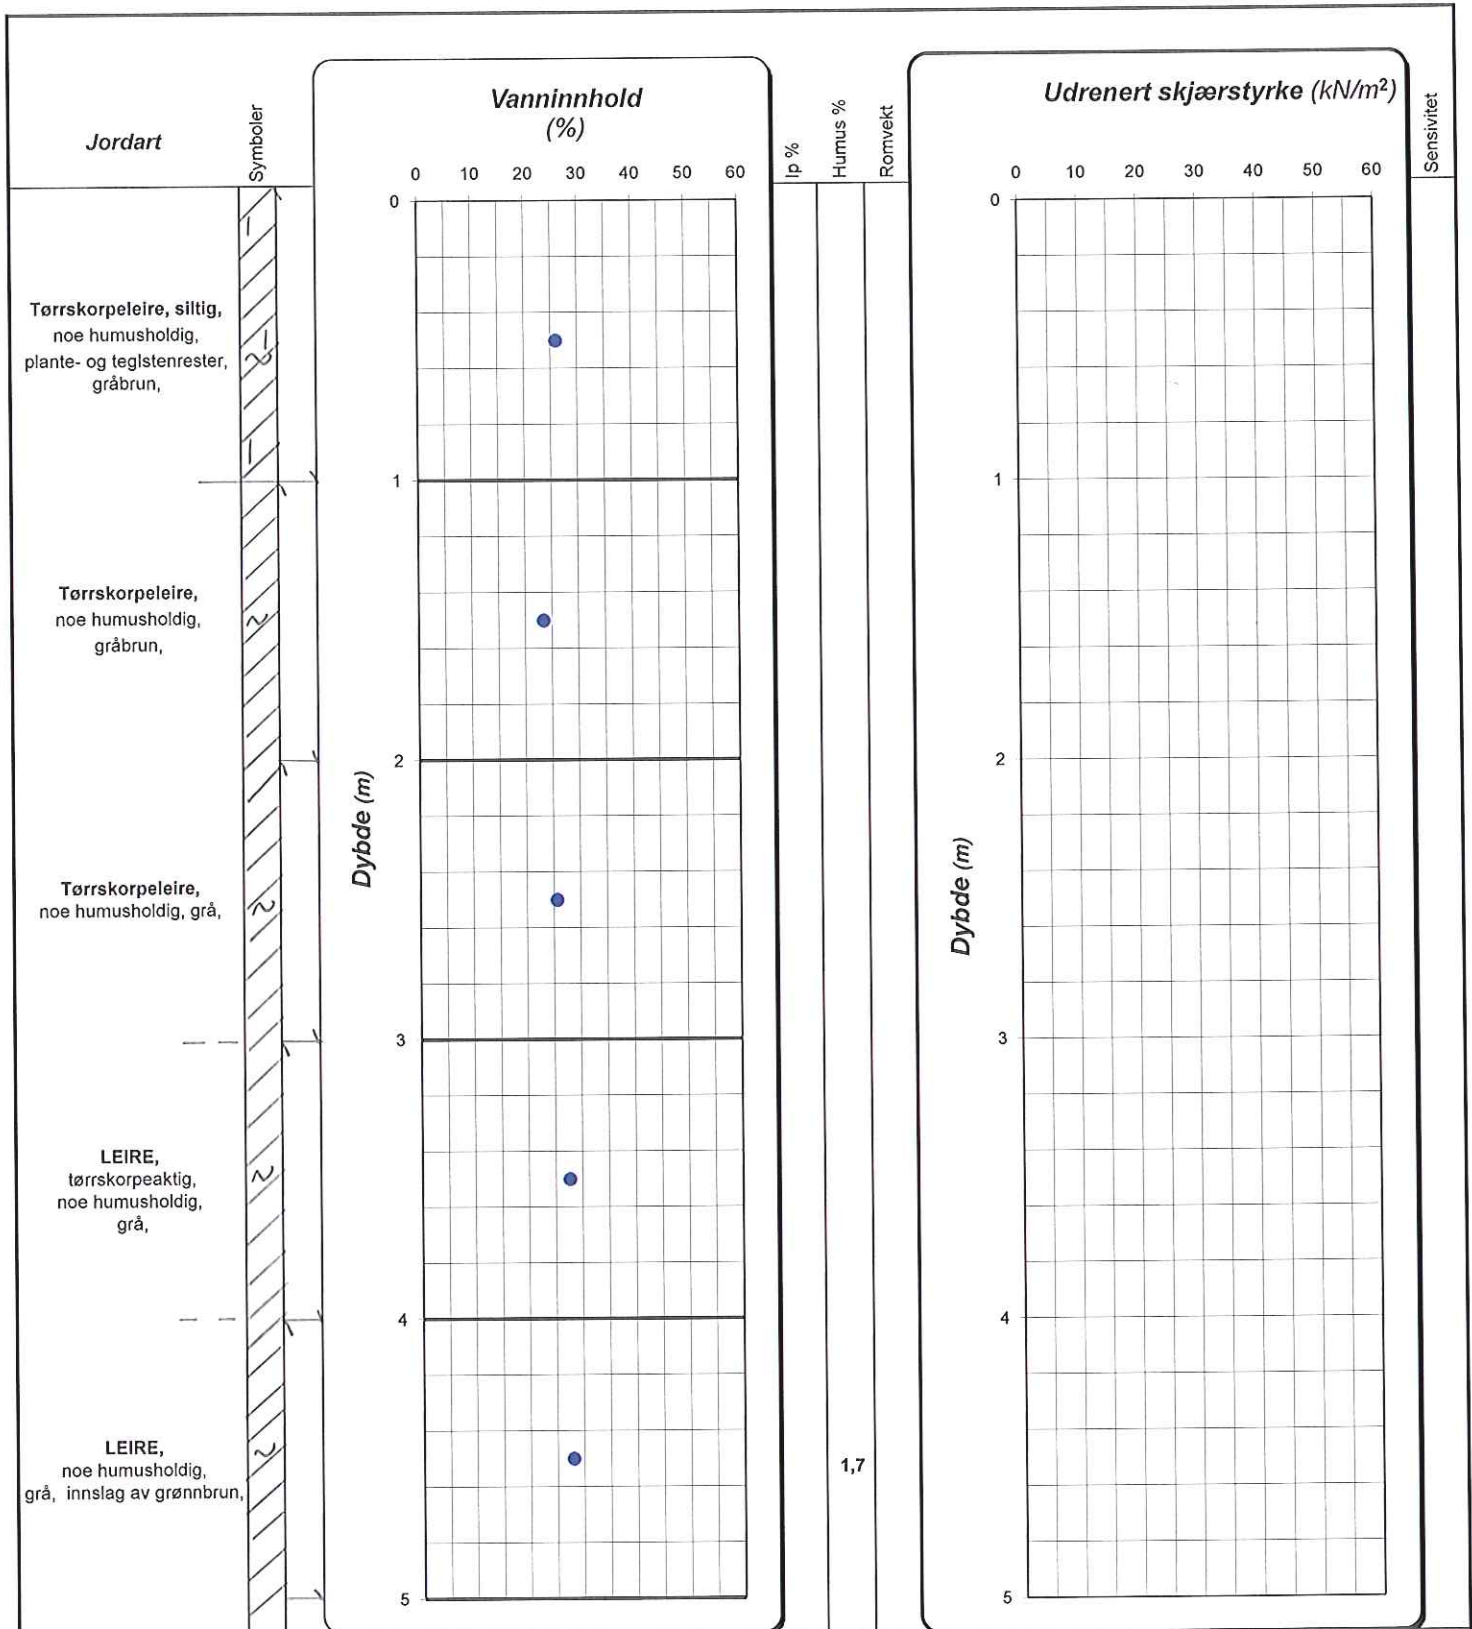 Jordart
Symboler
Vanninnhold
(%)
Ip %
Humus %
Romvekt
Udrenert skjærstyrke (kN/m²)
Sensivitet
0 10 20 30 40 50 60
0 10 20 30 40 50 60
0
1
2
3
4
5
Dybde (m)
0
1
2
3
4
5
Dybde (m)
Tørrskorpeleire, siltig,
noe humusholdig,
plante- og teglstenrester,
gråbrun,
Tørrskorpeleire,
noe humusholdig,
gråbrun,
Tørrskorpeleire,
noe humusholdig, grå,
LEIRE,
tørrskorpeaktig,
noe humusholdig,
grå,
LEIRE,
noe humusholdig,
grå, innslag av grønnbrun,
1,7